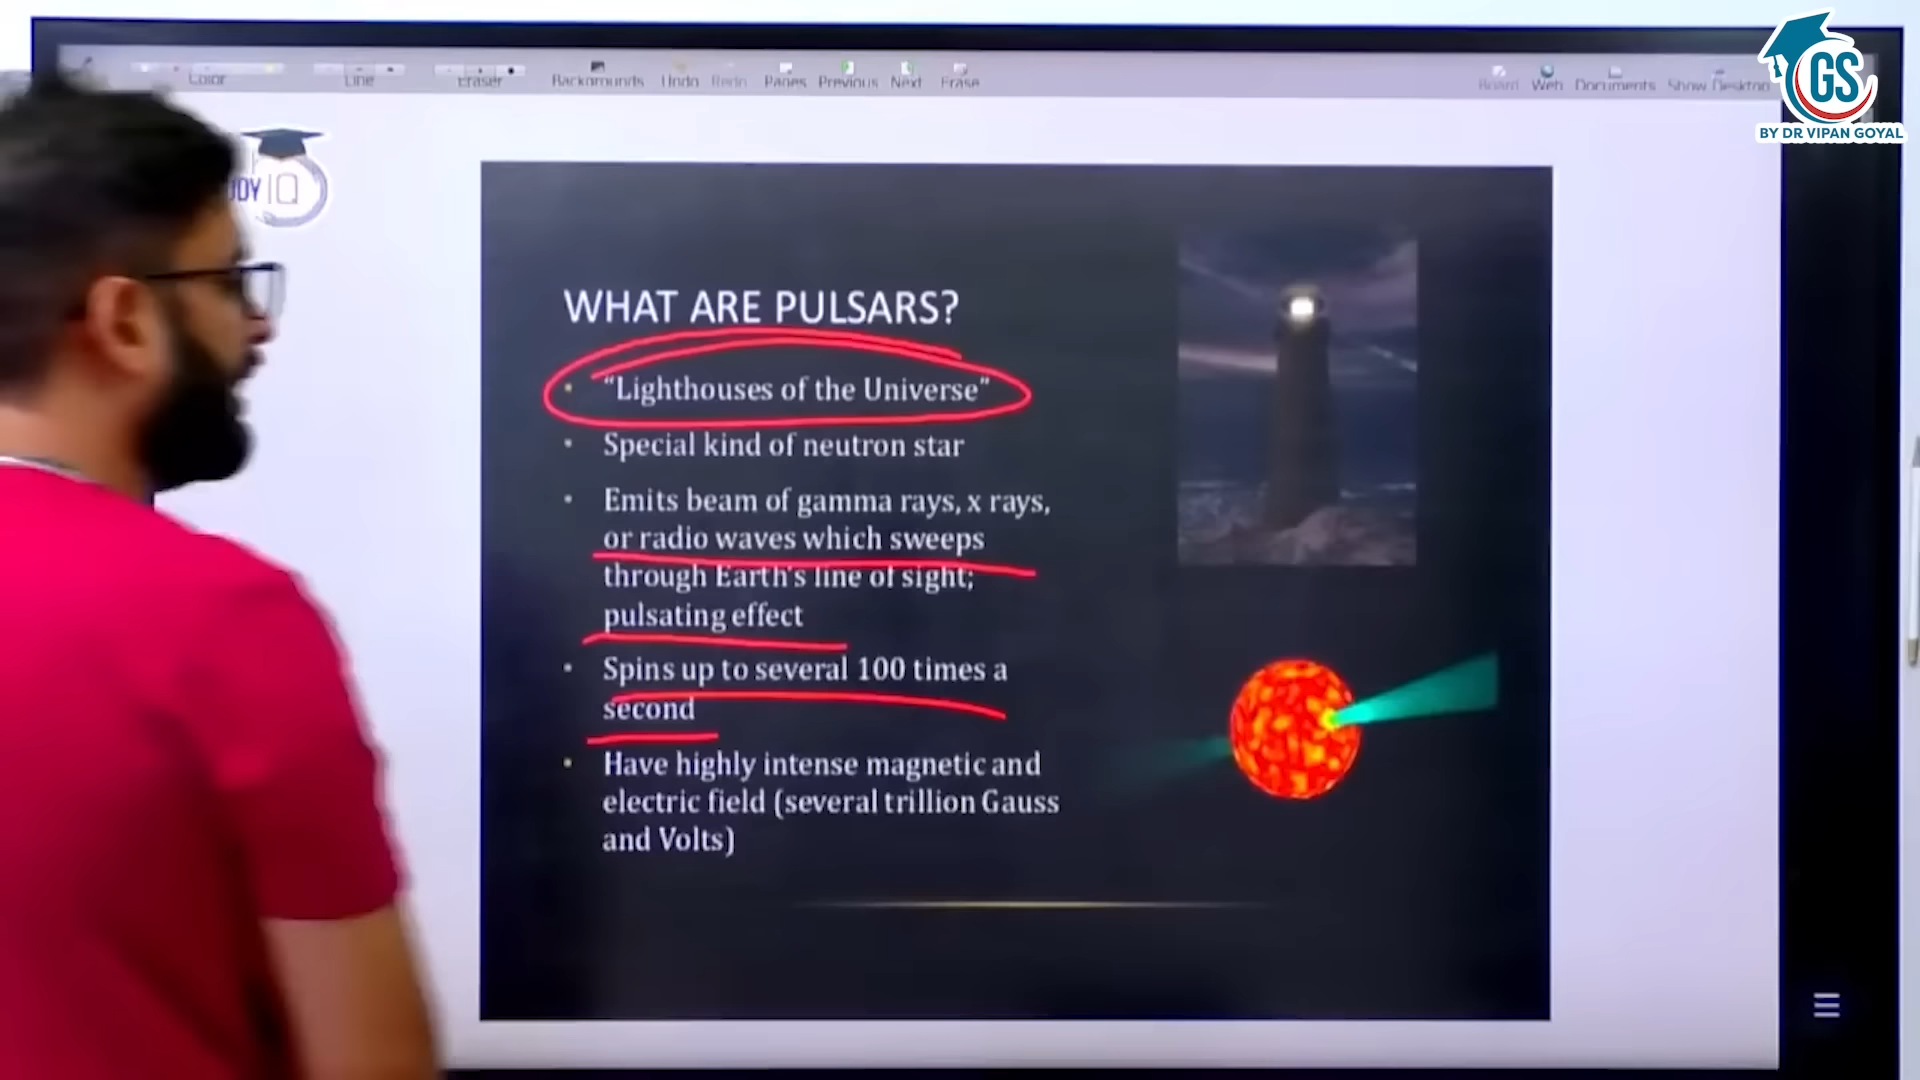 Color
Line
Eraser
Backgrounds
Undo
Redo
Pages
Previous
Next
Erase
Board
Web
Documents
Show Desktop
GS
BY DR VIPAN GOYAL
UDY IQ
WHAT ARE PULSARS?
• "Lighthouses of the Universe"
• Special kind of neutron star
• Emits beam of gamma rays, x rays,
or radio waves which sweeps
through Earth's line of sight;
pulsating effect
• Spins up to several 100 times a
second
• Have highly intense magnetic and
electric field (several trillion Gauss
and Volts)